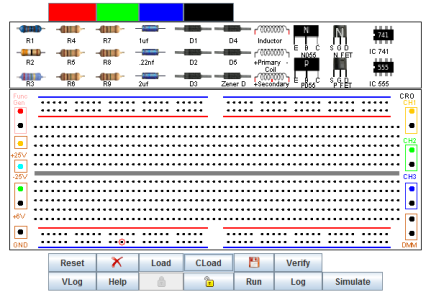 R1 R4 R7 1uf D1 D4 Inductor N055 N FET 741 IC 741
R2 R5 R8 22nf D2 D5 +Primary - Coil 555
R3 R6 R9 2uf D3 Zener D +Secondary P055 P FET IC 555
E B C S G D
E B C S G D
N N
P P
Func Gen CRO
CH1
CH2
+25V
-25V CH3
+6V
GND DMM
Reset Load CLoad Verify
VLog Help Run Log Simulate